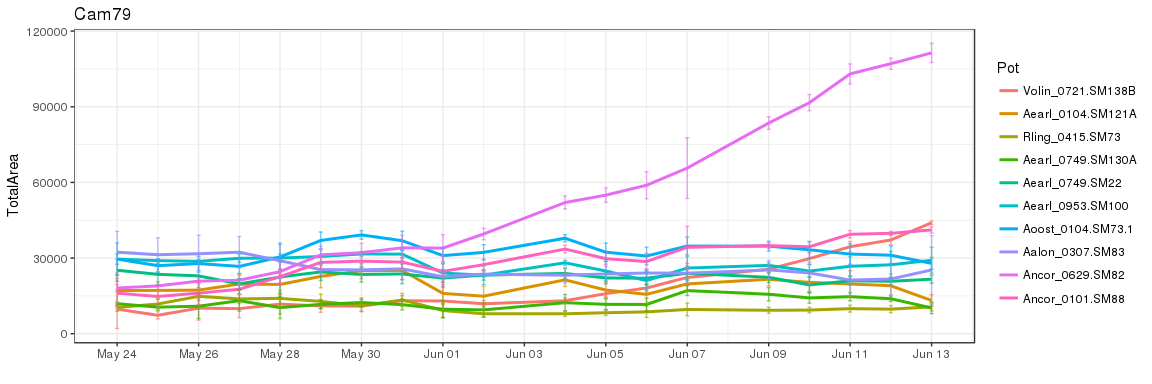 Cam79
120000
90000
60000
30000
0
TotalArea
May 24
May 26
May 28
May 30
Jun 01
Jun 03
Jun 05
Jun 07
Jun 09
Jun 11
Jun 13
Pot
Volin_0721.SM138B
Aearl_0104.SM121A
Rling_0415.SM73
Aearl_0749.SM130A
Aearl_0749.SM22
Aearl_0953.SM100
Aoost_0104.SM73.1
Aalon_0307.SM83
Ancor_0629.SM82
Ancor_0101.SM88